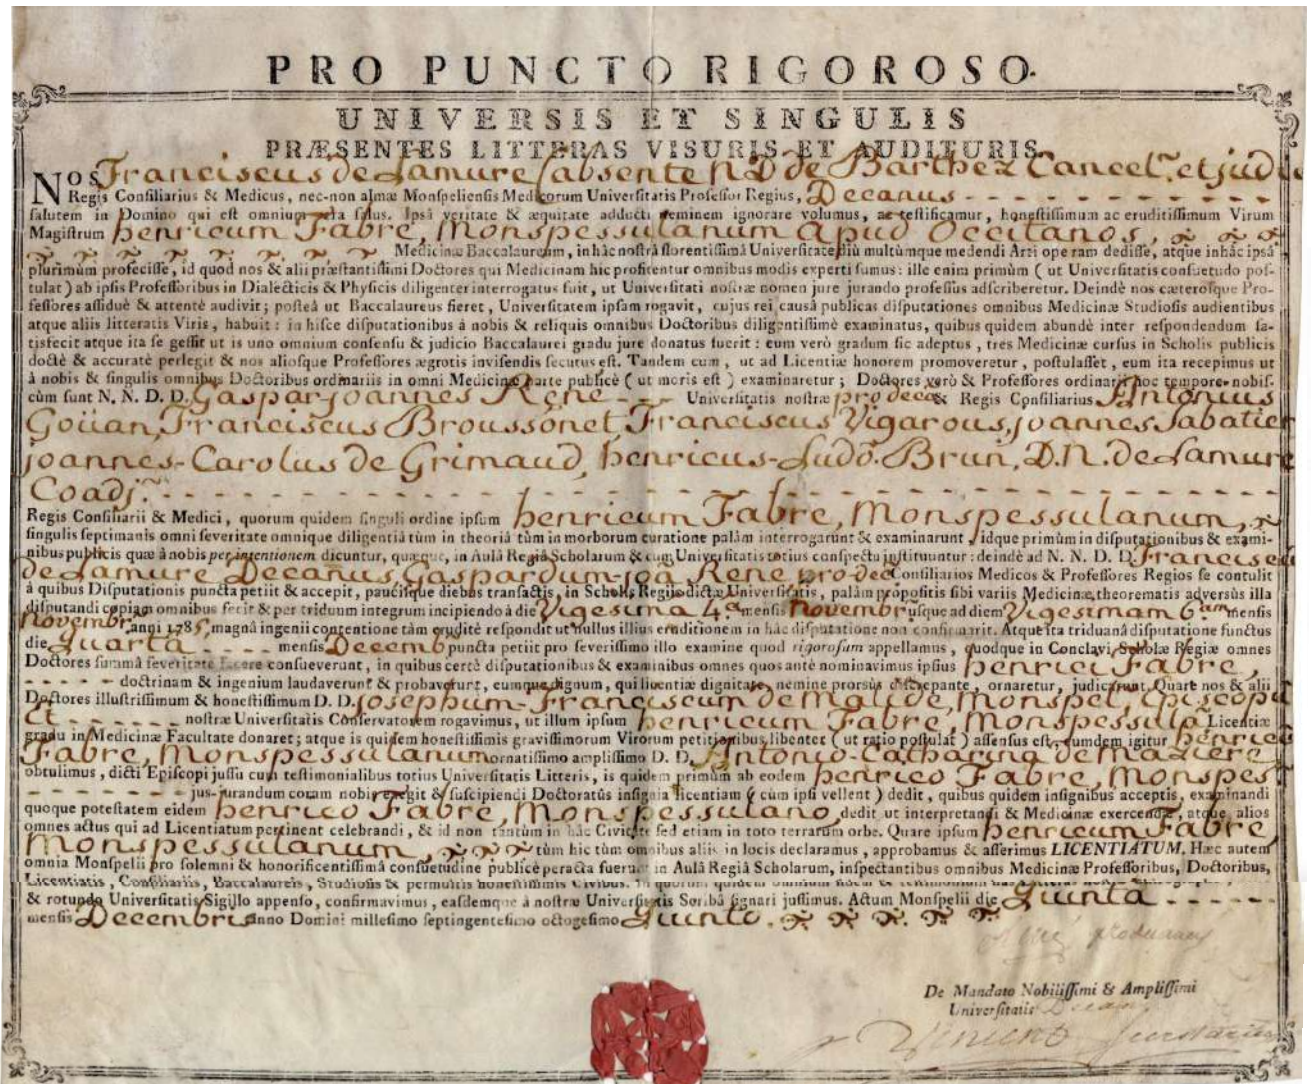 PRO PUNCTO RIGOROSO.
UNIVERSIS ET SINGULIS
PRÆSENTES LITTERAS VISURIS ET AUDITURIS.
NOS Franciscus de Lamure (absente N D de Barthez Cancel. et jud
Regis Consiliarius & Medicus, nec-non almæ Monspeliensis Medicorum Universitatis Professor Regius, Decanus
salutem in Domino qui est omnium vera salus. Ipsâ veritate & æquitate adducti neminem ignorare volumus, ac testificamur, honestissimum ac eruditissimum Virum
Magistrum henricum Fabre, Monspessulanum apud Occitanos,
Medicinæ Baccalaureum, in hâc nostrâ florentissimâ Universitate diù multùmque medendi Arti operam dedisse, atque in hâc ipsâ
plurimùm profecisse, id quod nos & alii præstantissimi Doctores qui Medicinam hic profitentur omnibus modis experti sumus: ille enim primùm ( ut Universitatis consuetudo pos-
tulat ) ab ipsis Professoribus in Dialecticis & Physicis diligenter interrogatus fuit, ut Universitati nostræ nomen jure jurando professus adscriberetur. Deindè nos cæterosque Pro-
fessores assiduè & attentè audivit; posteà ut Baccalaureus fieret, Universitatem ipsam rogavit, cujus rei causâ publicas disputationes omnibus Medicinæ Studiosis audientibus
atque aliis litteratis Viris, habuit: in hisce disputationibus à nobis & reliquis omnibus Doctoribus diligentissimè examinatus, quibus quidem abundè inter respondendum sa-
tisfecit atque ita se gessit ut is uno omnium consensu & judicio Baccalaurei gradu jure donatus fuerit: eum verò gradum sic adeptus, tres Medicinæ cursus in Scholis publicis
doctè & accuratè perlegit & nos aliosque Professores ægrotis invisendis secutus est. Tandem cum, ut ad Licentiæ honorem promoveretur, postulasset, eum ita recepimus ut
à nobis & singulis omnibus Doctoribus ordinariis in omni Medicinæ parte publicè ( ut moris est ) examinaretur; Doctores verò & Professores ordinarii hoc tempore nobis-
cùm sunt N. N. D. D. Gaspar-joannes Rene Universitatis nostræ prodeca & Regis Consiliarius Antonius
Goüan, Franciscus Broussonet, Franciscus Vigarous, joannes Sabatier
joannes-Carolus de Grimaud, henricus-Ludo. Brun, D. N. de Lamure
Coadj.
Regis Consiliarii & Medici, quorum quidem singuli ordine ipsum henricum Fabre, Monspessulanum,
singulis septimanis omni severitate omnique diligentiâ tùm in theoriâ tùm in morborum curatione palàm interrogarunt & examinarunt, idque primùm in disputationibus & exami-
nibus publicis quæ à nobis per intentionem dicuntur, quæque, in Aulâ Regiâ Scholarum & cum Universitatis totius conspectu instituuntur: deindè ad N. N. D. D. Franciscu
de Lamure Decanus Gaspardum-joa Rene pro-dec Consiliarios Medicos & Professores Regios se contulit
à quibus Disputationis puncta petiit & accepit, paucisque diebus transactis, in Scholis Regiis dictæ Universitatis, palàm propositis sibi variis Medicinæ, theorematis adversùs illa
disputandi copiam omnibus fecit & per triduum integrum incipiendo à die Vigesima 4.a mensis Novembr usque ad diem Vigesimam 6.am mensis
Novembr. anni 1785, magnâ ingenii contentione tàm eruditè respondit ut nullus illius eruditionem in hâc disputatione non confirmarit. Atque ita triduanâ disputatione functus
die quarta mensis Decemb puncta petiit pro severissimo illo examine quod rigorosum appellamus, quodque in Conclavi Scholæ Regiæ omnes
Doctores summâ severitate facere consueverunt, in quibus certè disputationibus & examinibus omnes quos antè nominavimus ipsius henrici Fabre,
doctrinam & ingenium laudaverunt & probaverunt, eumque dignum, qui licentiæ dignitate, nemine prorsùs discrepante, ornaretur, judicarunt. Quare nos & alii
Doctores illustrissimum & honestissimum D. D. josephum-Franciscum de Malide, Monspel, Episcopu
et nostræ Universitatis Conservatorem rogavimus, ut illum ipsum henricum Fabre, Monspessula Licentiæ
gradu in Medicinæ Facultate donaret; atque is quidem honestissimis gravissimorum Virorum petitionibus libenter ( ut ratio postulat ) assensus est, eumdem igitur henricu
Fabre, Monspessulanum ornatissimo amplissimo D. D. Antonio-Catharina de Maziere
obtulimus, dicti Episcopi jussu cum testimonialibus totius Universitatis Litteris, is quidem primùm ab eodem henrico Fabre, Monspes
jus-jurandum coram nobis exegit & suscipiendi Doctoratûs insignia licentiam ( cùm ipsi vellent ) dedit, quibus quidem insignibus acceptis, examinandi
quoque potestatem eidem henrico Fabre, Monspessulano, dedit ut interpretandi & Medicinæ exercendæ, atque, alios
omnes actus qui ad Licentiatum pertinent celebrandi, & id non tantùm in hâc Civitate sed etiam in toto terrarum orbe. Quare ipsum henricum Fabre,
Monspessulanum, tùm hic tùm omnibus aliis in locis declaramus, approbamus & asserimus LICENTIATUM. Hæc autem
omnia Monspelii pro solemni & honorificentissimâ consuetudine publicè peracta fuerunt in Aulâ Regiâ Scholarum, inspectantibus omnibus Medicinæ Professoribus, Doctoribus,
Licentiatis, Consiliariis, Baccalaureis, Studiosis & permultis honestissimis Civibus. In quorum quidem omnium
& rotundo Universitatis Sigillo appenso, confirmavimus, easdemque à nostræ Universitatis Scribâ signari jussimus. Actum Monspelii die Quinta
mensis Decembris anno Domini millesimo septingentesimo octogesimo Quinto.
De Mandato Nobilissimi & Amplissimi
Universitatis Decani
Vincent Secretarius